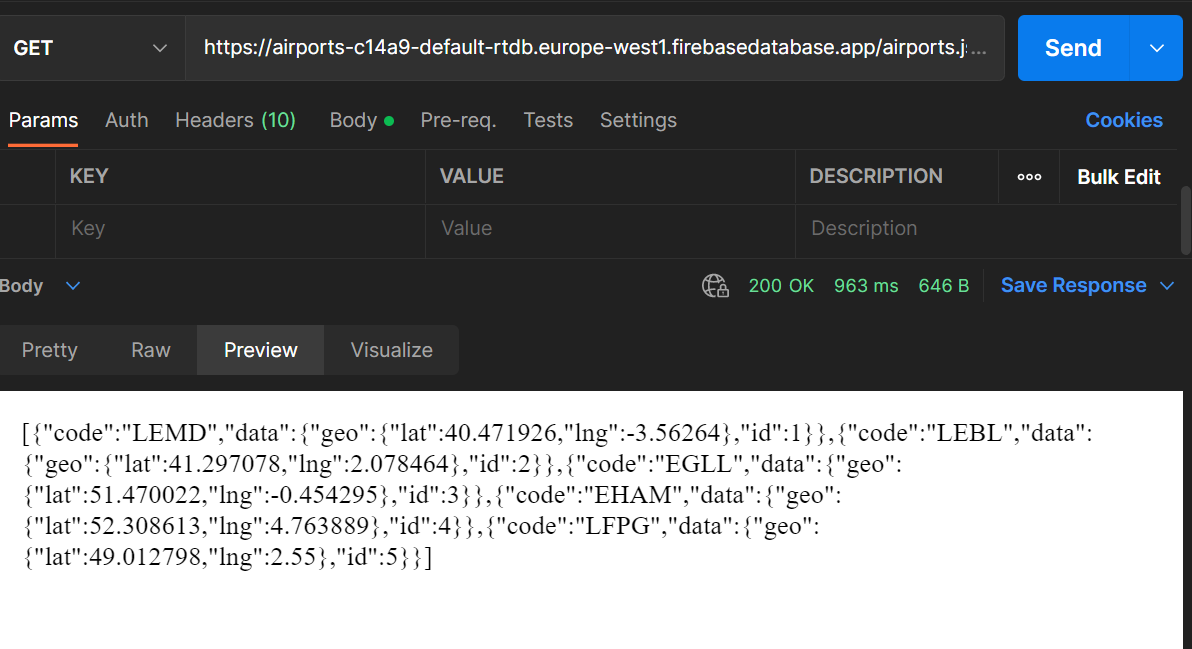 GET https://airports-c14a9-default-rtdb.europe-west1.firebasedatabase.app/airports.j... Send
Params Auth Headers (10) Body Pre-req. Tests Settings Cookies
KEY VALUE DESCRIPTION ooo Bulk Edit
Key Value Description
Body 200 OK 963 ms 646 B Save Response
Pretty Raw Preview Visualize
[{"code":"LEMD","data":{"geo":{"lat":40.471926,"lng":-3.56264},"id":1}},{"code":"LEBL","data":
{"geo":{"lat":41.297078,"lng":2.078464},"id":2}},{"code":"EGLL","data":{"geo":
{"lat":51.470022,"lng":-0.454295},"id":3}},{"code":"EHAM","data":{"geo":
{"lat":52.308613,"lng":4.763889},"id":4}},{"code":"LFPG","data":{"geo":
{"lat":49.012798,"lng":2.55},"id":5}}]